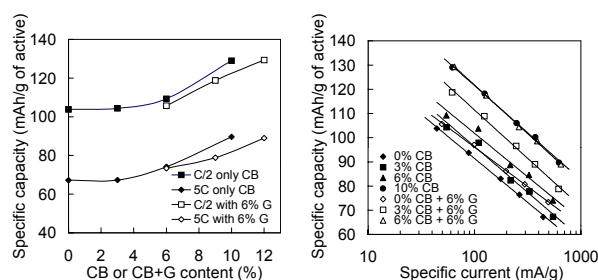 Specific capacity (mAh/g of active)
140
120
100
80
60
40
0
2
4
6
8
10
12
CB or CB+G content (%)
C/2 only CB
5C only CB
C/2 with 6% G
5C with 6% G
Specific capacity (mAh/g of active)
140
130
120
110
100
90
80
70
60
10
100
1000
Specific current (mA/g)
0% CB
3% CB
6% CB
10% CB
0% CB + 6% G
3% CB + 6% G
6% CB + 6% G